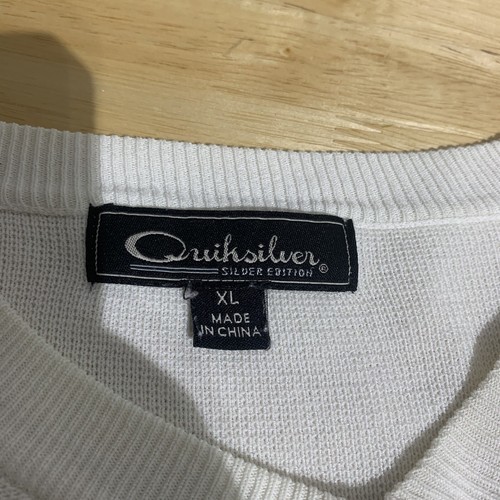 Quiksilver
SILVER EDITION ®
XL
MADE
IN CHINA